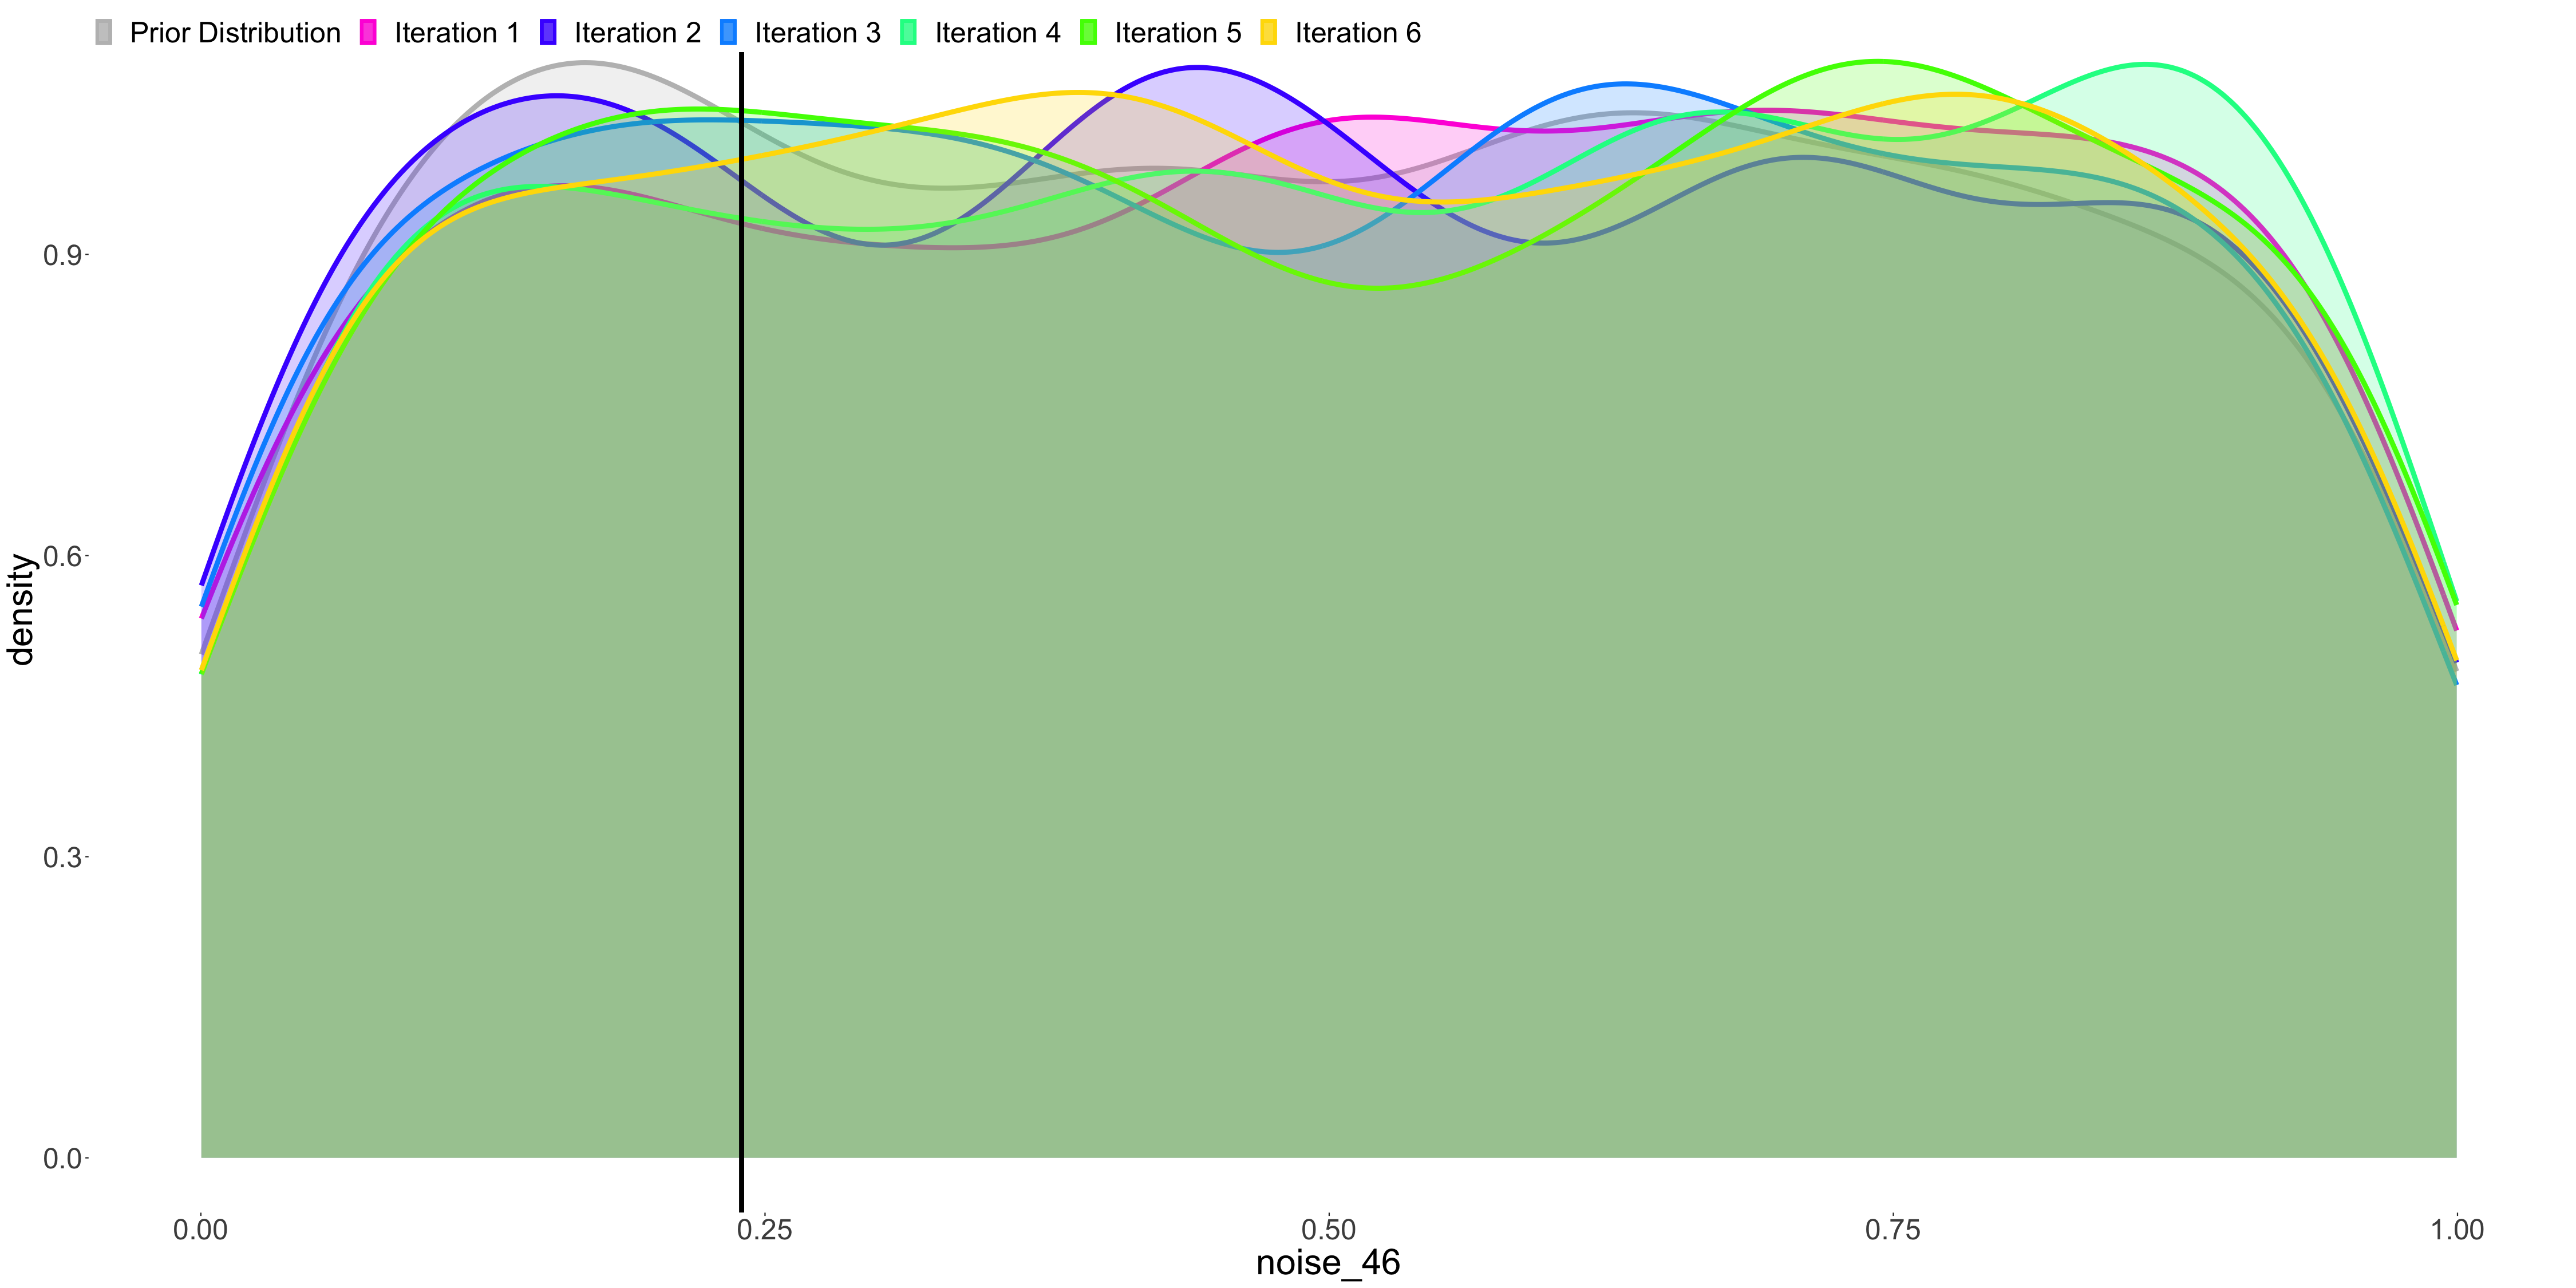 Prior Distribution Iteration 1 Iteration 2 Iteration 3 Iteration 4 Iteration 5 Iteration 6
density
0.9
0.6
0.3
0.0
0.00 0.25 0.50 0.75 1.00
noise_46